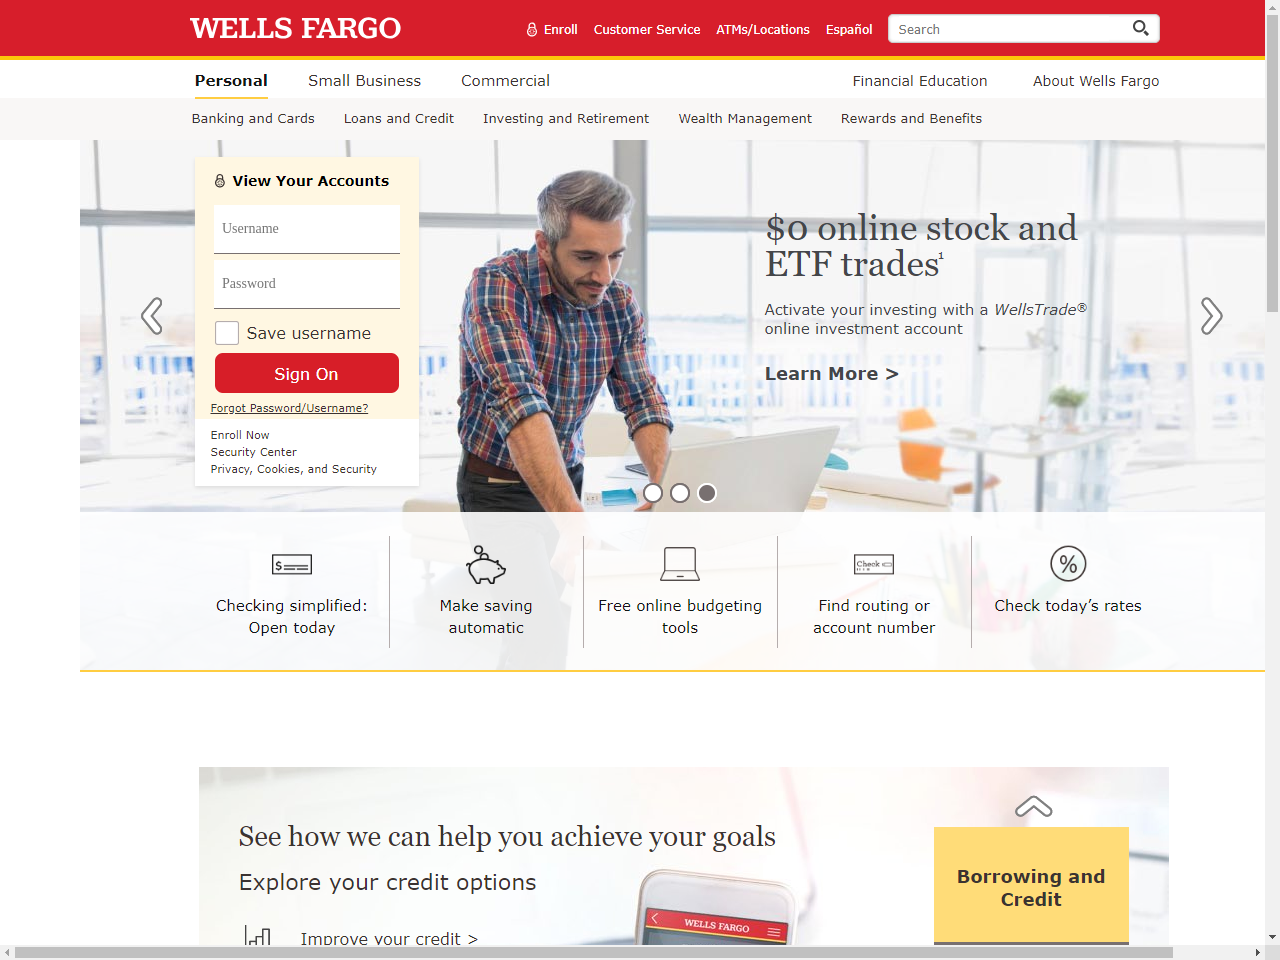 WELLS FARGO
Enroll
Customer Service
ATMs/Locations
Español
Search
Personal
Small Business
Commercial
Financial Education
About Wells Fargo
Banking and Cards
Loans and Credit
Investing and Retirement
Wealth Management
Rewards and Benefits
View Your Accounts
Username
Password
Save username
Sign On
Forgot Password/Username?
Enroll Now
Security Center
Privacy, Cookies, and Security
$0 online stock and
ETF trades¹
Activate your investing with a WellsTrade®
online investment account
Learn More >
$
Check
%
Checking simplified:
Open today
Make saving
automatic
Free online budgeting
tools
Find routing or
account number
Check today’s rates
See how we can help you achieve your goals
Explore your credit options
Improve your credit >
WELLS FARGO
Borrowing and
Credit